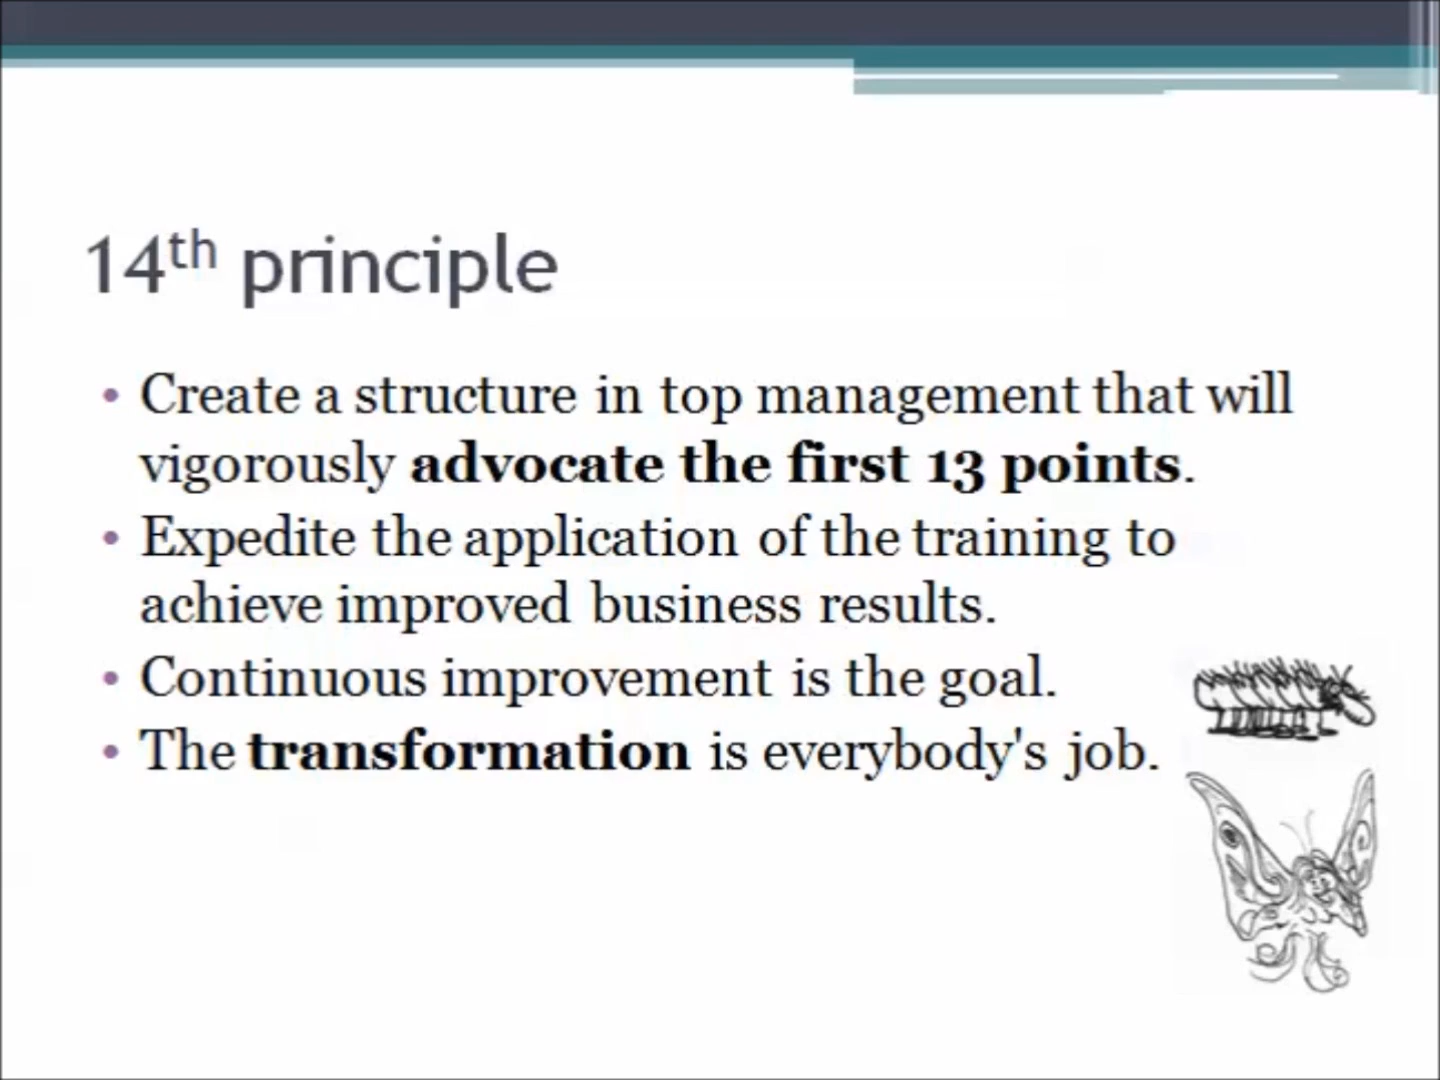 14th principle
• Create a structure in top management that will
vigorously advocate the first 13 points.
• Expedite the application of the training to
achieve improved business results.
• Continuous improvement is the goal.
• The transformation is everybody's job.